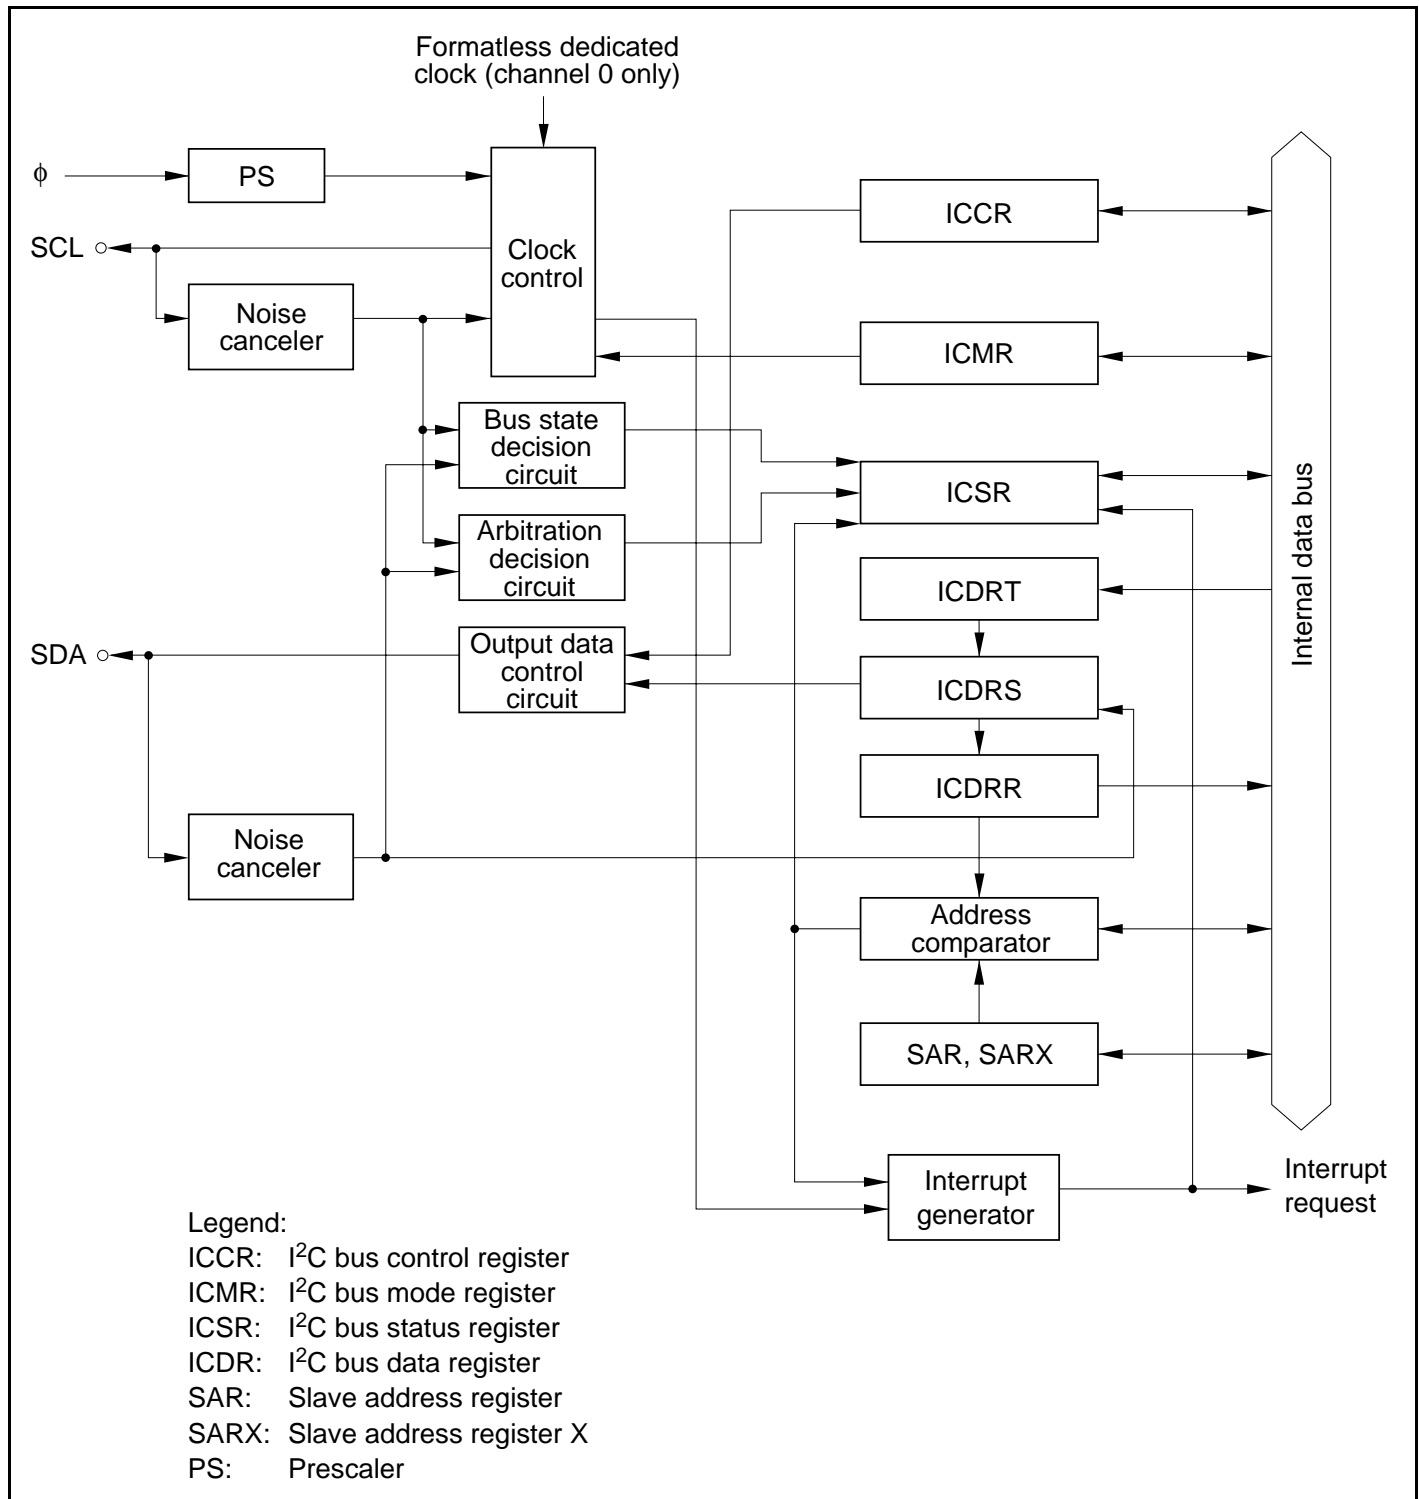 Formatless dedicated
clock (channel 0 only)
ϕ
PS
ICCR
SCL
Clock
control
Noise
canceler
ICMR
Bus state
decision
circuit
ICSR
Internal data bus
Arbitration
decision
circuit
ICDRT
SDA
Output data
control
circuit
ICDRS
ICDRR
Noise
canceler
Address
comparator
SAR, SARX
Interrupt
generator
Interrupt
request
Legend:
ICCR: I²C bus control register
ICMR: I²C bus mode register
ICSR: I²C bus status register
ICDR: I²C bus data register
SAR: Slave address register
SARX: Slave address register X
PS: Prescaler